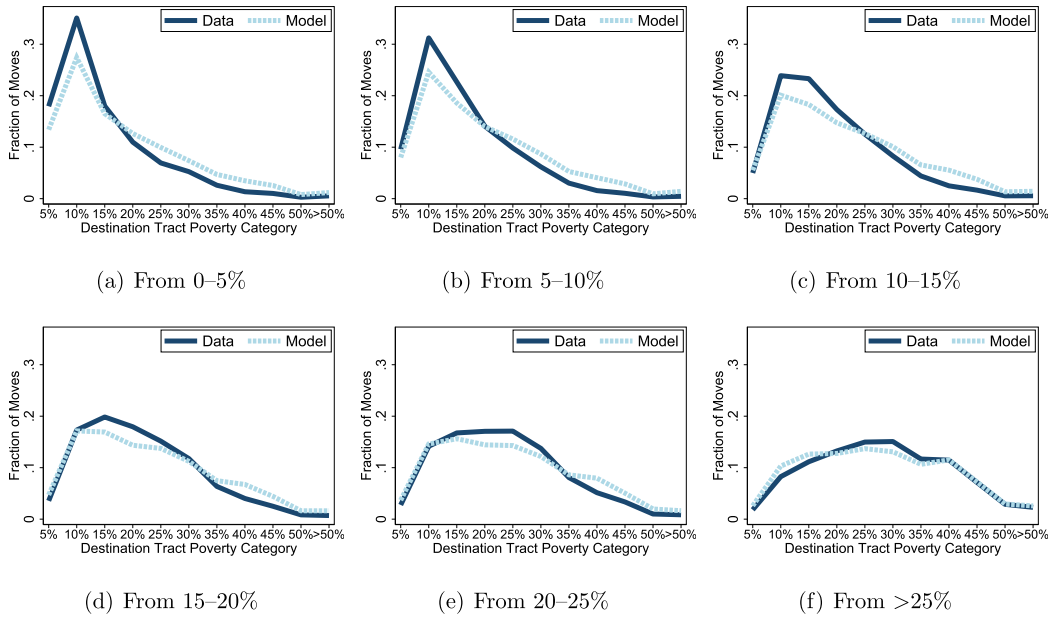 Data Model
Fraction of Moves
.3
.2
.1
0
5% 10% 15% 20% 25% 30% 35% 40% 45% 50% >50%
Destination Tract Poverty Category
(a) From 0–5%
Data Model
Fraction of Moves
.3
.2
.1
0
5% 10% 15% 20% 25% 30% 35% 40% 45% 50% >50%
Destination Tract Poverty Category
(b) From 5–10%
Data Model
Fraction of Moves
.3
.2
.1
0
5% 10% 15% 20% 25% 30% 35% 40% 45% 50% >50%
Destination Tract Poverty Category
(c) From 10–15%
Data Model
Fraction of Moves
.3
.2
.1
0
5% 10% 15% 20% 25% 30% 35% 40% 45% 50% >50%
Destination Tract Poverty Category
(d) From 15–20%
Data Model
Fraction of Moves
.3
.2
.1
0
5% 10% 15% 20% 25% 30% 35% 40% 45% 50% >50%
Destination Tract Poverty Category
(e) From 20–25%
Data Model
Fraction of Moves
.3
.2
.1
0
5% 10% 15% 20% 25% 30% 35% 40% 45% 50% >50%
Destination Tract Poverty Category
(f) From >25%